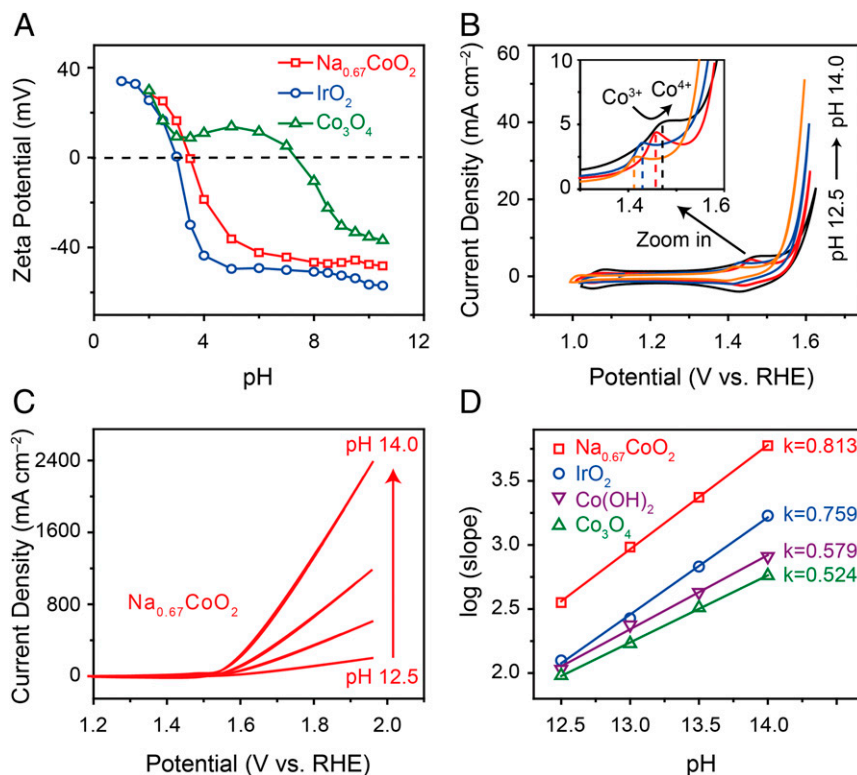 A
Zeta Potential (mV)
40
0
-40
0
4
8
12
pH
Na0.67CoO2
IrO2
Co3O4
B
Current Density (mA cm−2)
60
40
20
0
1.0
1.2
1.4
1.6
Potential (V vs. RHE)
10
5
0
1.4
1.6
Co3+
Co4+
Zoom in
pH 12.5
pH 14.0
C
Current Density (mA cm−2)
2400
1600
800
0
1.2
1.4
1.6
1.8
2.0
Potential (V vs. RHE)
Na0.67CoO2
pH 14.0
pH 12.5
D
log (slope)
3.5
3.0
2.5
2.0
12.5
13.0
13.5
14.0
pH
Na0.67CoO2
IrO2
Co(OH)2
Co3O4
k=0.813
k=0.759
k=0.579
k=0.524